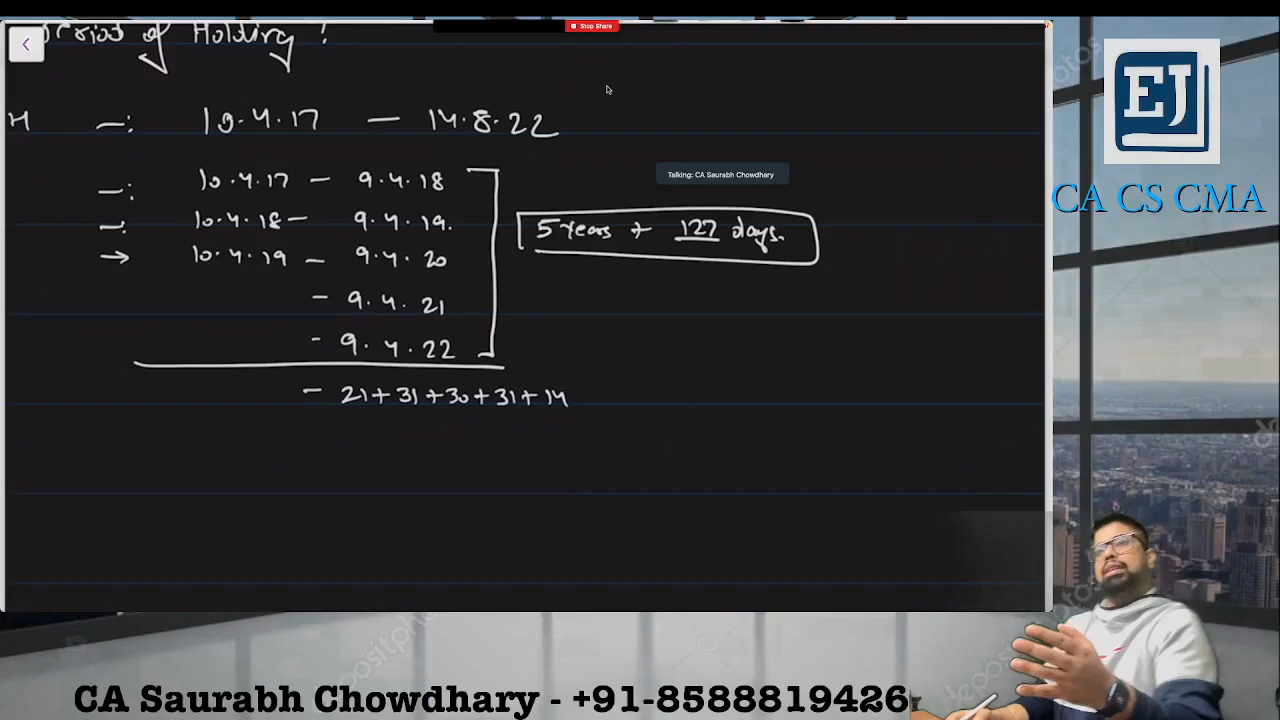 Period of Holding ?
Stop Share
H –: 10.4.17 – 14.8.22
–: 10.4.17 – 9.4.18
–: 10.4.18 – 9.4.19.
→ 10.4.19 – 9.4.20
– 9.4.21
– 9.4.22
– 21+31+30+31+14
5 Years + 127 days.
Talking: CA Saurabh Chowdhary
EJ
CA CS CMA
CA Saurabh Chowdhary - +91-8588819426